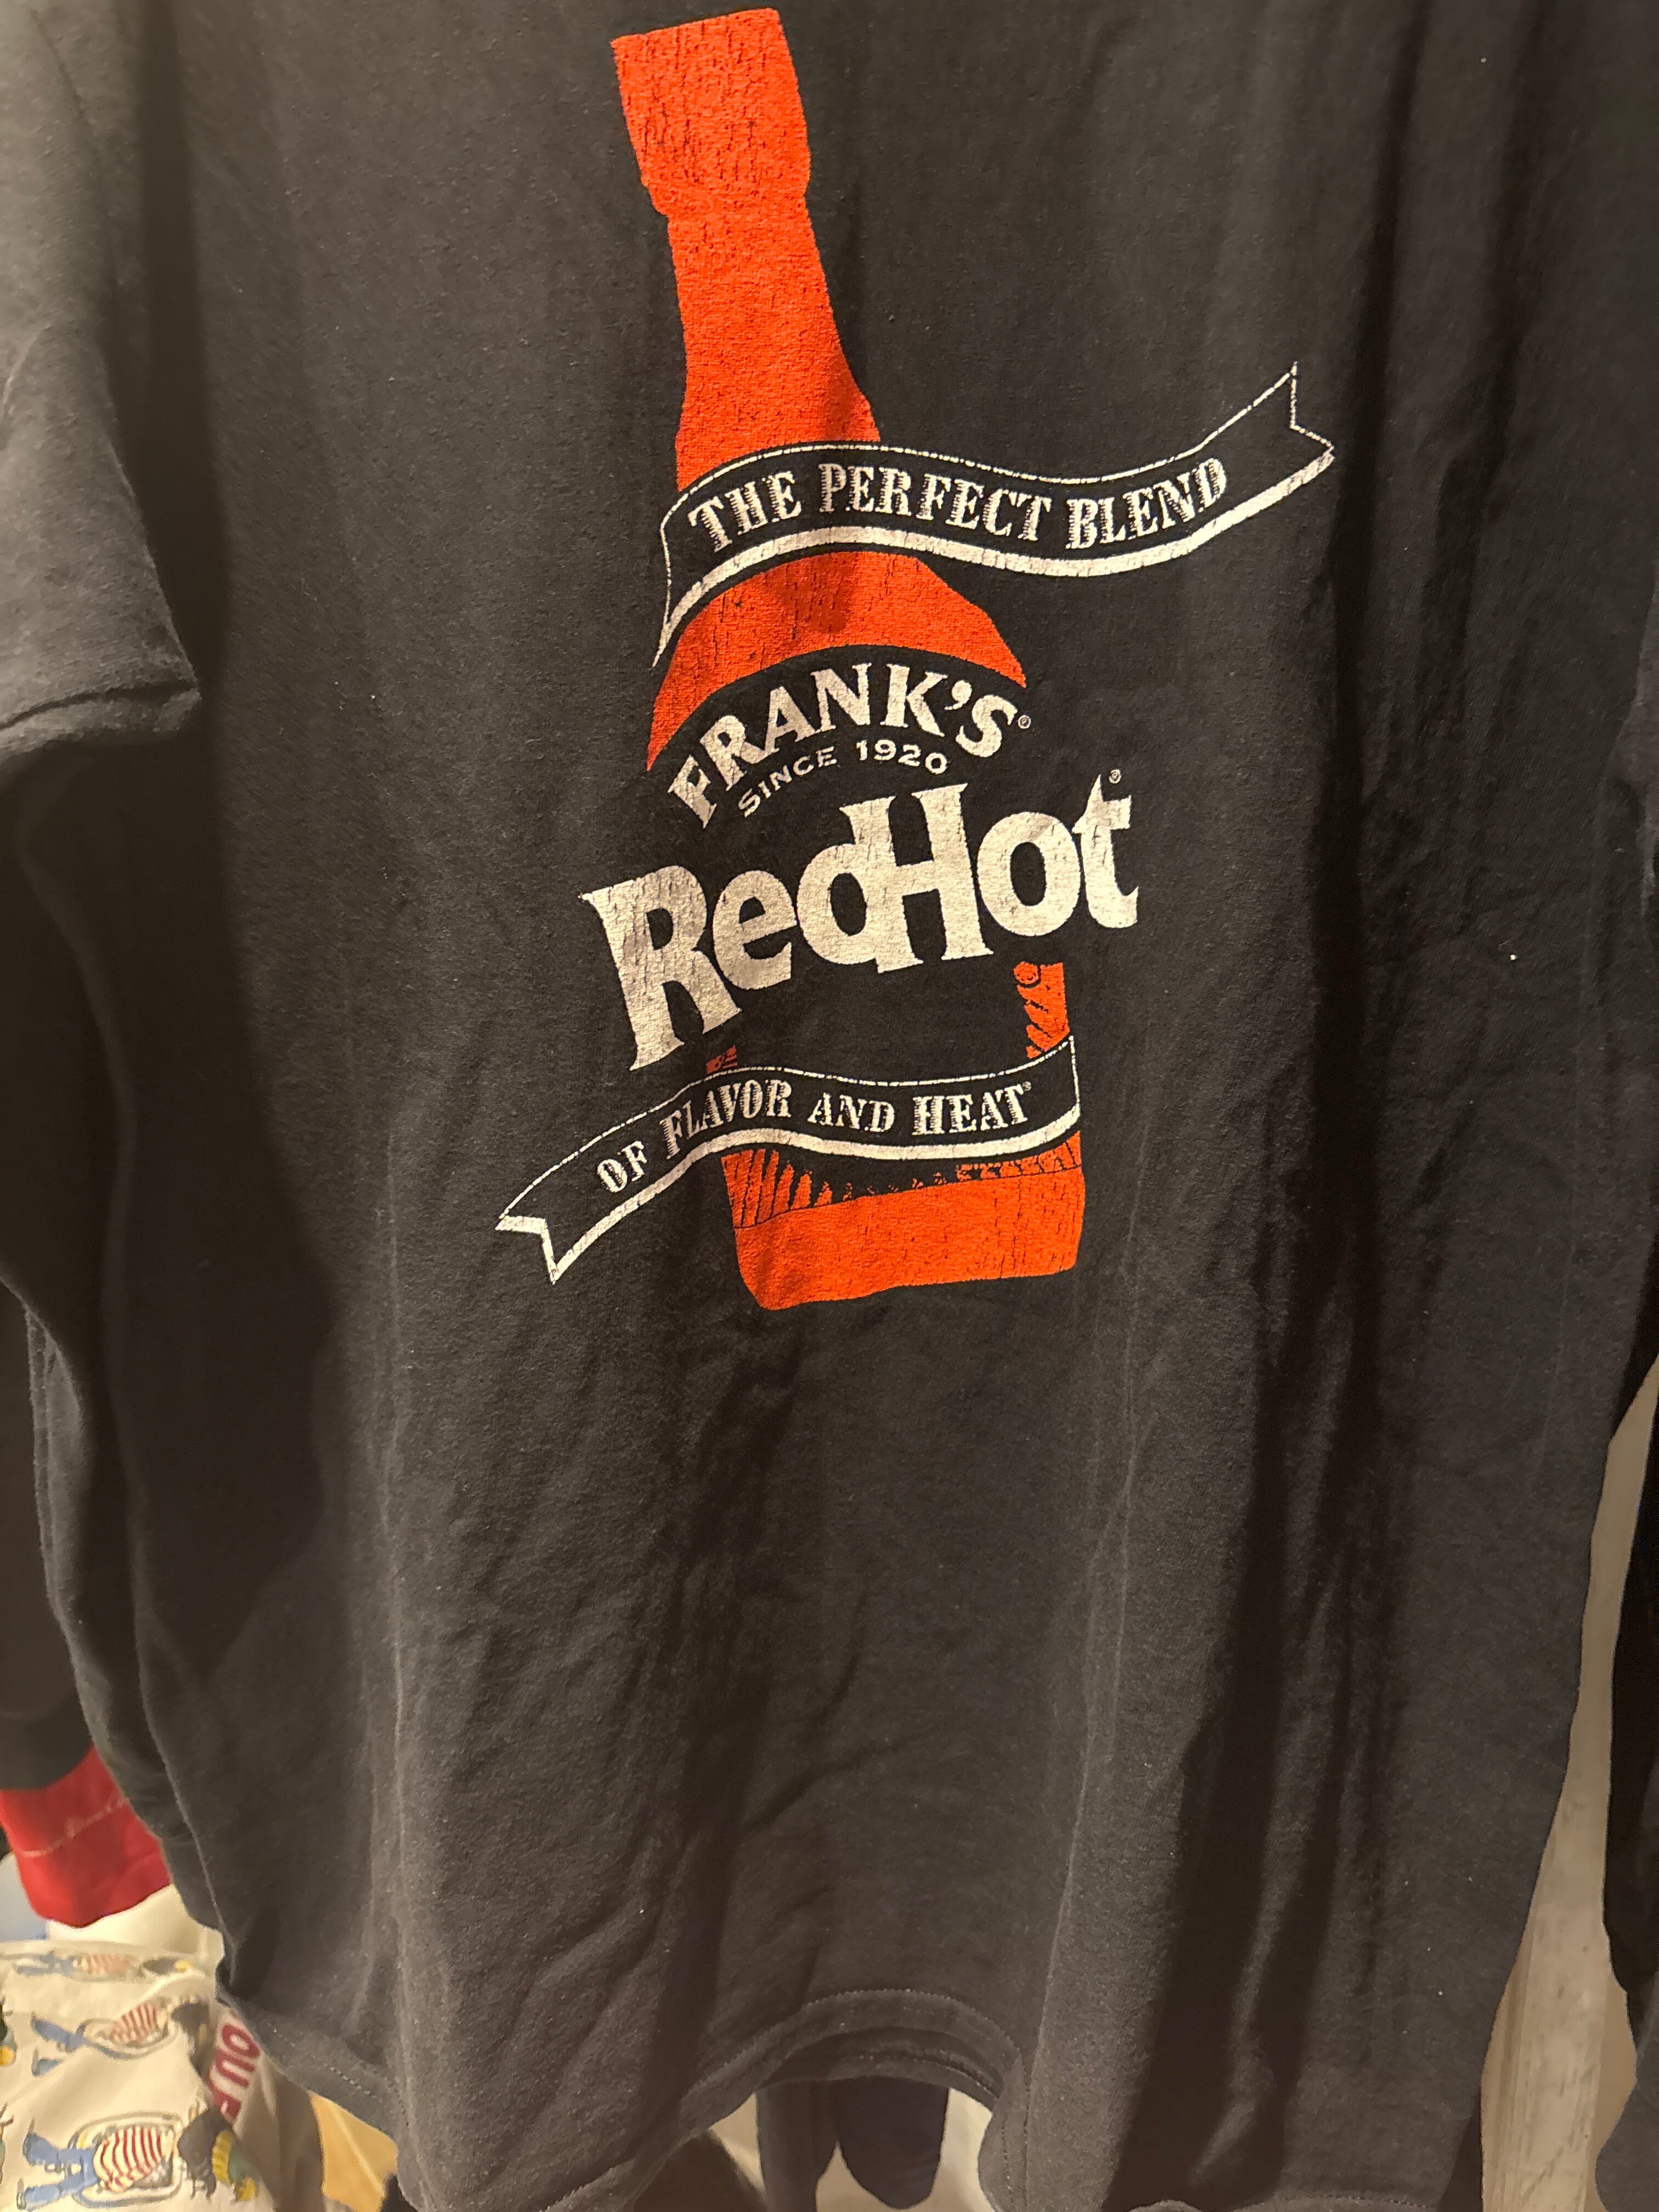 THE PERFECT BLEND
FRANK'S®
SINCE 1920
RedHot®
OF FLAVOR AND HEAT®